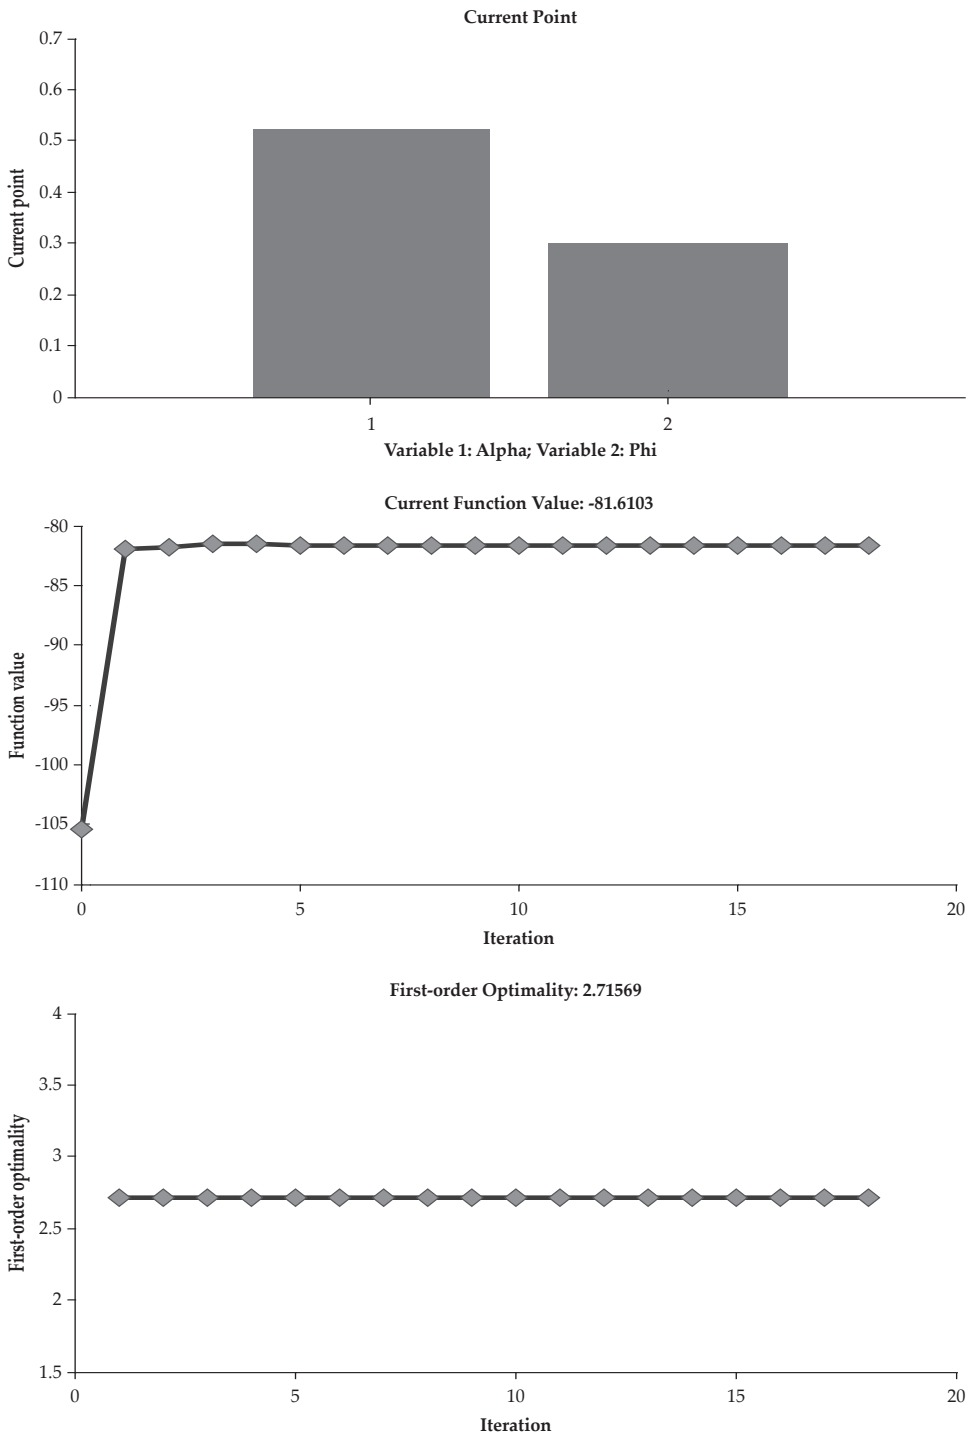 Current Point
0.7
0.6
0.5
0.4
0.3
0.2
0.1
0
Current point
1 2
Variable 1: Alpha; Variable 2: Phi
Current Function Value: -81.6103
-80
-85
-90
-95
-100
-105
-110
Function value
0 5 10 15 20
Iteration
First-order Optimality: 2.71569
4
3.5
3
2.5
2
1.5
First-order optimality
0 5 10 15 20
Iteration